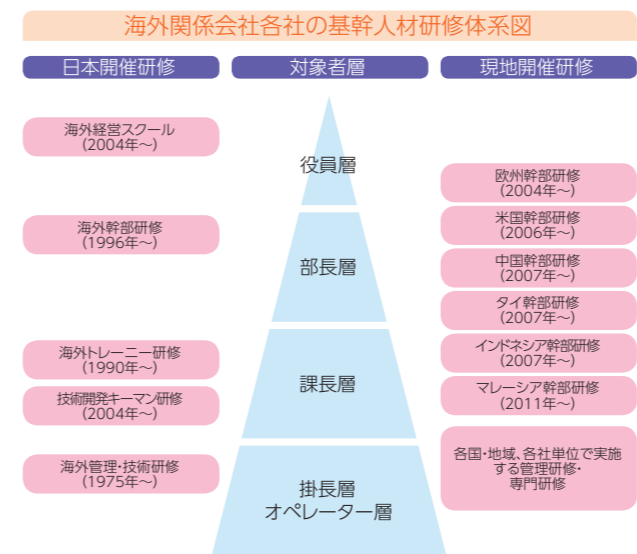 海外関係会社各社の基幹人材研修体系図
日本開催研修
対象者層
現地開催研修
海外経営スクール
(2004年〜)
海外幹部研修
(1996年〜)
海外トレーニー研修
(1990年〜)
技術開発キーマン研修
(2004年〜)
海外管理・技術研修
(1975年〜)
役員層
部長層
課長層
掛長層
オペレーター層
欧州幹部研修
(2004年〜)
米国幹部研修
(2006年〜)
中国幹部研修
(2007年〜)
タイ幹部研修
(2007年〜)
インドネシア幹部研修
(2007年〜)
マレーシア幹部研修
(2011年〜)
各国・地域、各社単位で実施
する管理研修・
専門研修